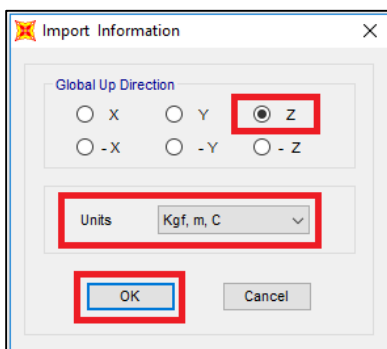 Import Information
Global Up Direction
X Y Z
- X - Y - Z
Units Kgf, m, C
OK Cancel